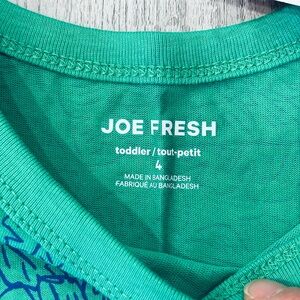 JOE FRESH
toddler / tout-petit
4
MADE IN BANGLADESH
FABRIQUÉ AU BANGLADESH